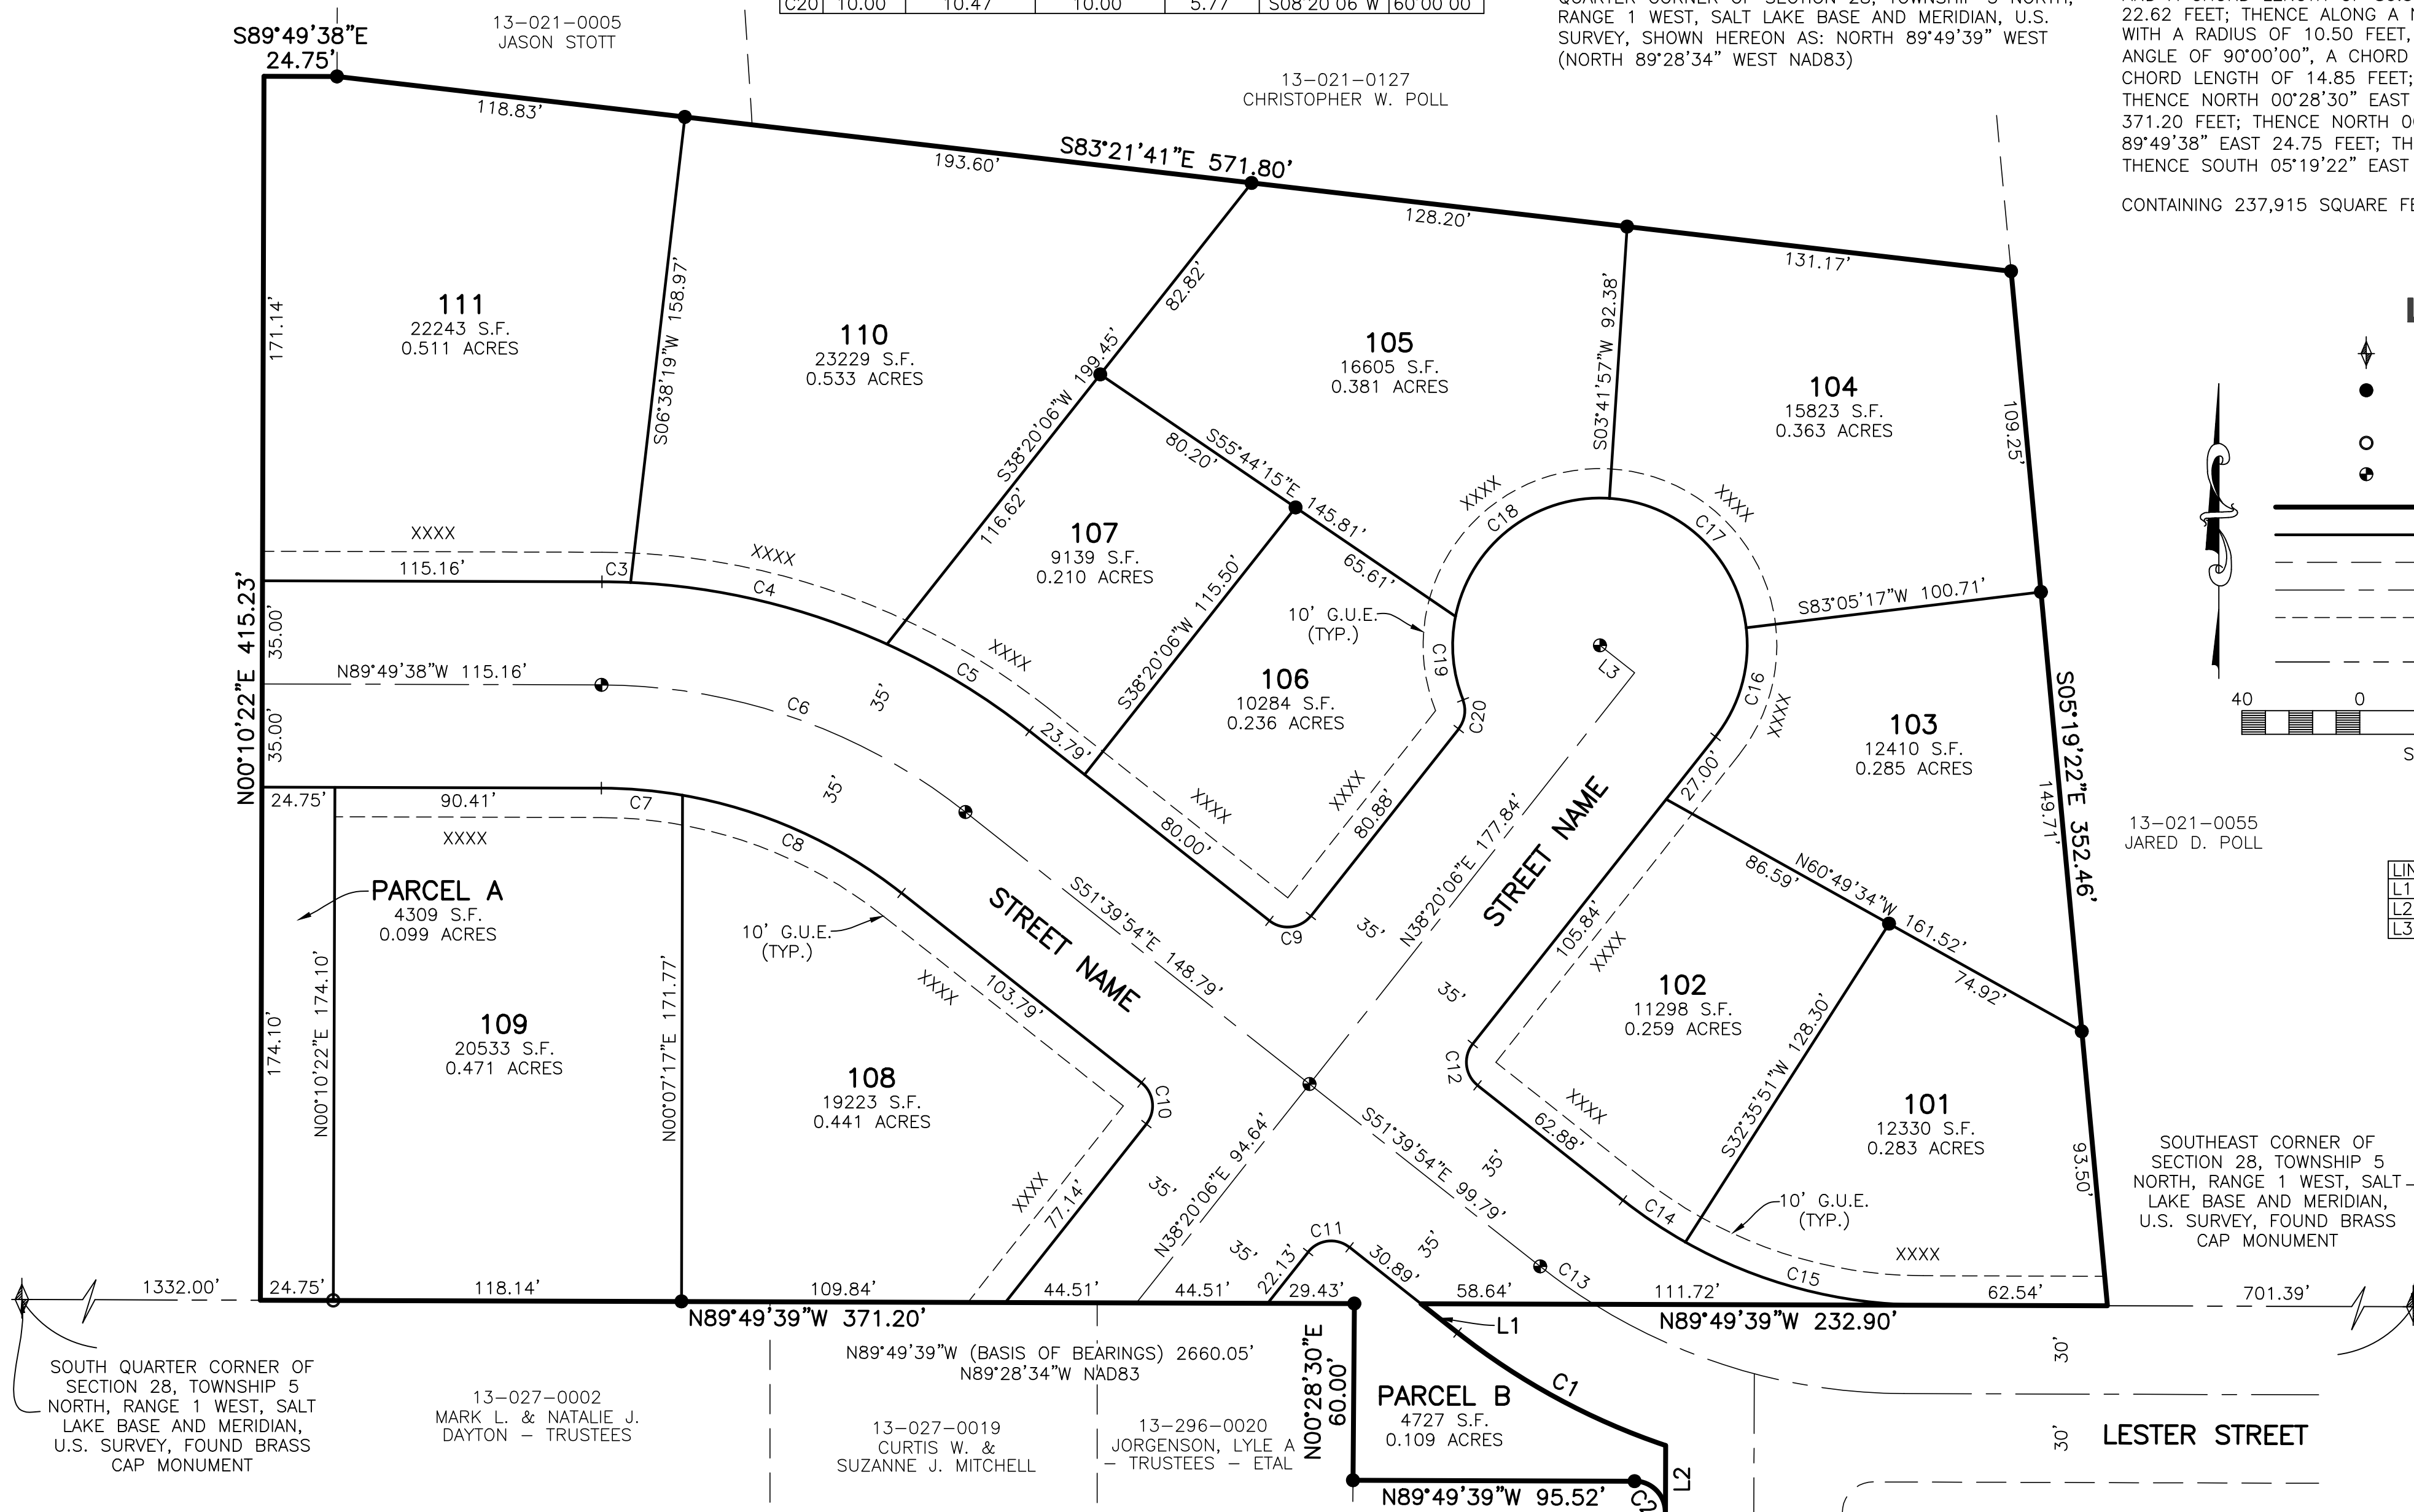 C20 10.00 10.47 10.00 5.77 S08°20'06"W 60°00'00"
RANGE 1 WEST, SALT LAKE BASE AND MERIDIAN, U.S.
SURVEY, SHOWN HEREON AS: NORTH 89°49'39" WEST
(NORTH 89°28'34" WEST NAD83)
22.62 FEET; THENCE ALONG A
WITH A RADIUS OF 10.50 FEET,
ANGLE OF 90°00'00", A CHORD
CHORD LENGTH OF 14.85 FEET;
THENCE NORTH 00°28'30" EAST
371.20 FEET; THENCE NORTH
89°49'38" EAST 24.75 FEET;
THENCE SOUTH 05°19'22" EAST
CONTAINING 237,915 SQUARE
13-021-0005
JASON STOTT
13-021-0127
CHRISTOPHER W. POLL
S89°49'38"E
24.75'
118.83'
193.60'
S83°21'41"E 571.80'
128.20'
131.17'
111
22243 S.F.
0.511 ACRES
171.14'
S06°38'19"W 158.97'
110
23229 S.F.
0.533 ACRES
82.82'
S38°20'06"W 199.45'
116.62'
105
16605 S.F.
0.381 ACRES
S03°41'57"W 92.38'
104
15823 S.F.
0.363 ACRES
109.25'
XXXX
XXXX
115.16'
C3
C4
107
9139 S.F.
0.210 ACRES
80.20'
S55°44'15"E 145.81'
65.61'
S38°20'06"W 115.50'
XXXX
XXXX
C18
C17
C19
C20
C16
XXXX
10' G.U.E.
(TYP.)
S83°05'17"W 100.71'
L3
N00°10'22"E 415.23'
35.00'
35.00'
N89°49'38"W 115.16'
C6
C5
XXXX
35'
35'
23.79'
106
10284 S.F.
0.236 ACRES
XXXX
XXXX
80.00'
80.88'
C9
27.00'
103
12410 S.F.
0.285 ACRES
S05°19'22"E 352.46'
149.71'
40 0
13-021-0055
JARED D. POLL
L1
L2
L3
24.75'
90.41'
C7
XXXX
C8
PARCEL A
4309 S.F.
0.099 ACRES
10' G.U.E.
(TYP.)
STREET NAME
S51°39'54"E 148.79'
103.79'
XXXX
35'
N38°20'06"E 177.84'
STREET NAME
35'
105.84'
XXXX
86.59'
N60°49'34"W 161.52'
74.92'
102
11298 S.F.
0.259 ACRES
S32°35'51"W 128.30'
C12
XXXX
62.88'
101
12330 S.F.
0.283 ACRES
93.50'
174.10'
N00°10'22"E 174.10'
109
20533 S.F.
0.471 ACRES
N00°07'17"E 171.77'
108
19223 S.F.
0.441 ACRES
C10
XXXX
77.14'
35'
N38°20'06"E 94.64'
35'
S51°39'54"E 99.79'
35'
35'
C11
22.13'
30.89'
C13
C14
C15
10' G.U.E.
(TYP.)
XXXX
SOUTHEAST CORNER OF
SECTION 28, TOWNSHIP 5
NORTH, RANGE 1 WEST, SALT
LAKE BASE AND MERIDIAN,
U.S. SURVEY, FOUND BRASS
CAP MONUMENT
1332.00'
24.75'
118.14'
109.84'
44.51'
44.51'
29.43'
58.64'
111.72'
62.54'
701.39'
N89°49'39"W 371.20'
N89°49'39"W 232.90'
L1
N89°49'39"W (BASIS OF BEARINGS) 2660.05'
N89°28'34"W NAD83
SOUTH QUARTER CORNER OF
SECTION 28, TOWNSHIP 5
NORTH, RANGE 1 WEST, SALT
LAKE BASE AND MERIDIAN,
U.S. SURVEY, FOUND BRASS
CAP MONUMENT
13-027-0002
MARK L. & NATALIE J.
DAYTON - TRUSTEES
13-027-0019
CURTIS W. &
SUZANNE J. MITCHELL
13-296-0020
JORGENSON, LYLE A
- TRUSTEES - ETAL
N00°28'30"E
60.00'
PARCEL B
4727 S.F.
0.109 ACRES
C1
L2
N89°49'39"W 95.52'
C2
30'
30'
LESTER STREET